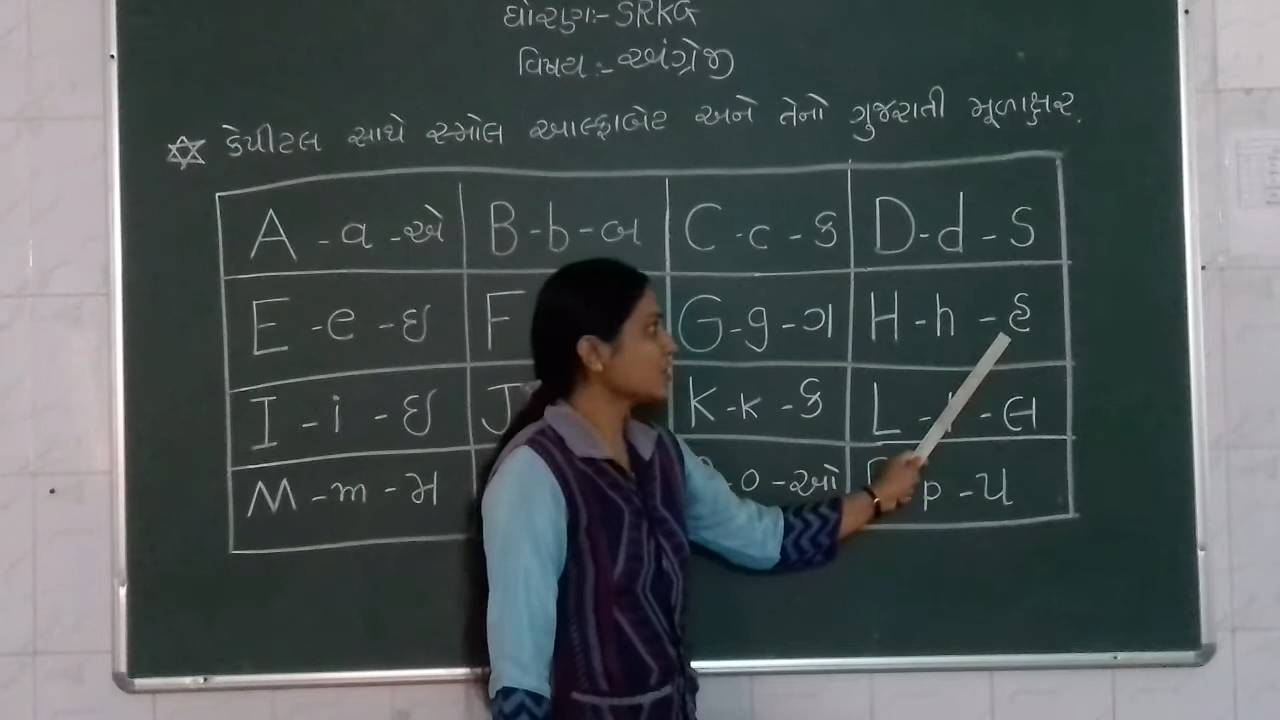 ધોરણ:- SRKG
વિષય:- અંગ્રેજી
કેપીટલ સાથે સ્મોલ આલ્ફાબેટ અને તેનો ગુજરાતી મૂળાક્ષર.
A - a - એ B - b - બ C - c - ક D - d - ડ
E - e - ઇ F G - g - ગ H - h - હ
I - i - ઇ J K - k - ક L - - લ
M - m - મ - o - ઓ p - પ